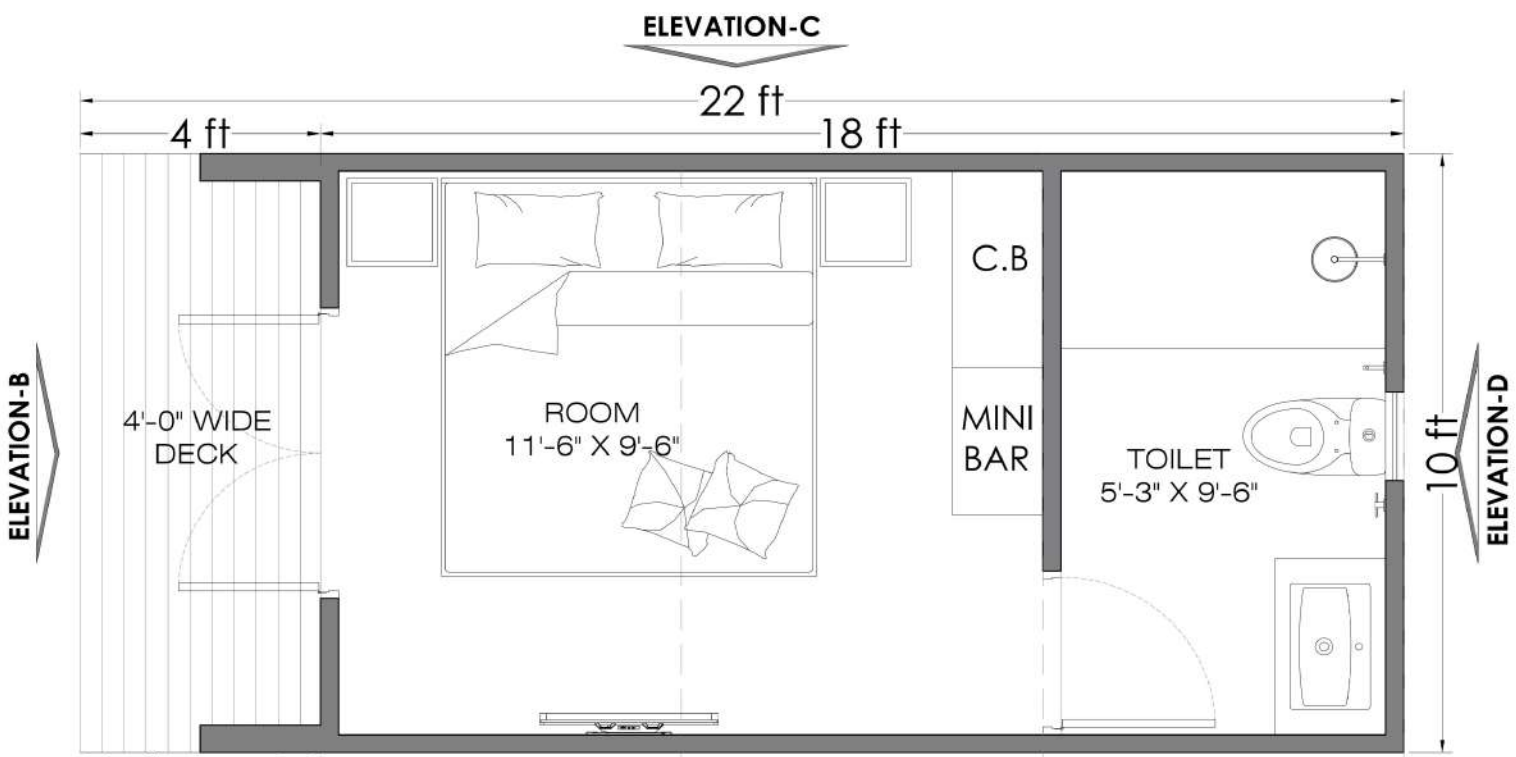 ELEVATION-C
22 ft
4 ft
18 ft
C.B
ELEVATION-B
4'-0" WIDE
DECK
ROOM
11'-6" X 9'-6"
MINI
BAR
TOILET
5'-3" X 9'-6"
10 ft
ELEVATION-D